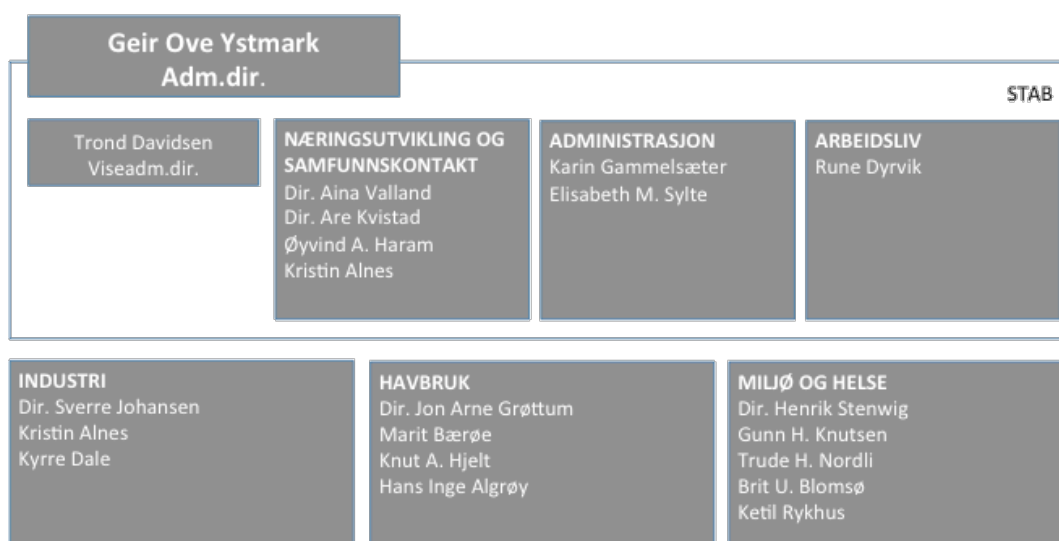 Geir Ove Ystmark
Adm.dir.
STAB
Trond Davidsen
Viseadm.dir.
NÆRINGSUTVIKLING OG
SAMFUNNSKONTAKT
Dir. Aina Valland
Dir. Are Kvistad
Øyvind A. Haram
Kristin Alnes
ADMINISTRASJON
Karin Gammelsæter
Elisabeth M. Sylte
ARBEIDSLIV
Rune Dyrvik
INDUSTRI
Dir. Sverre Johansen
Kristin Alnes
Kyrre Dale
HAVBRUK
Dir. Jon Arne Grøttum
Marit Bærøe
Knut A. Hjelt
Hans Inge Algrøy
MILJØ OG HELSE
Dir. Henrik Stenwig
Gunn H. Knutsen
Trude H. Nordli
Brit U. Blomsø
Ketil Rykhus